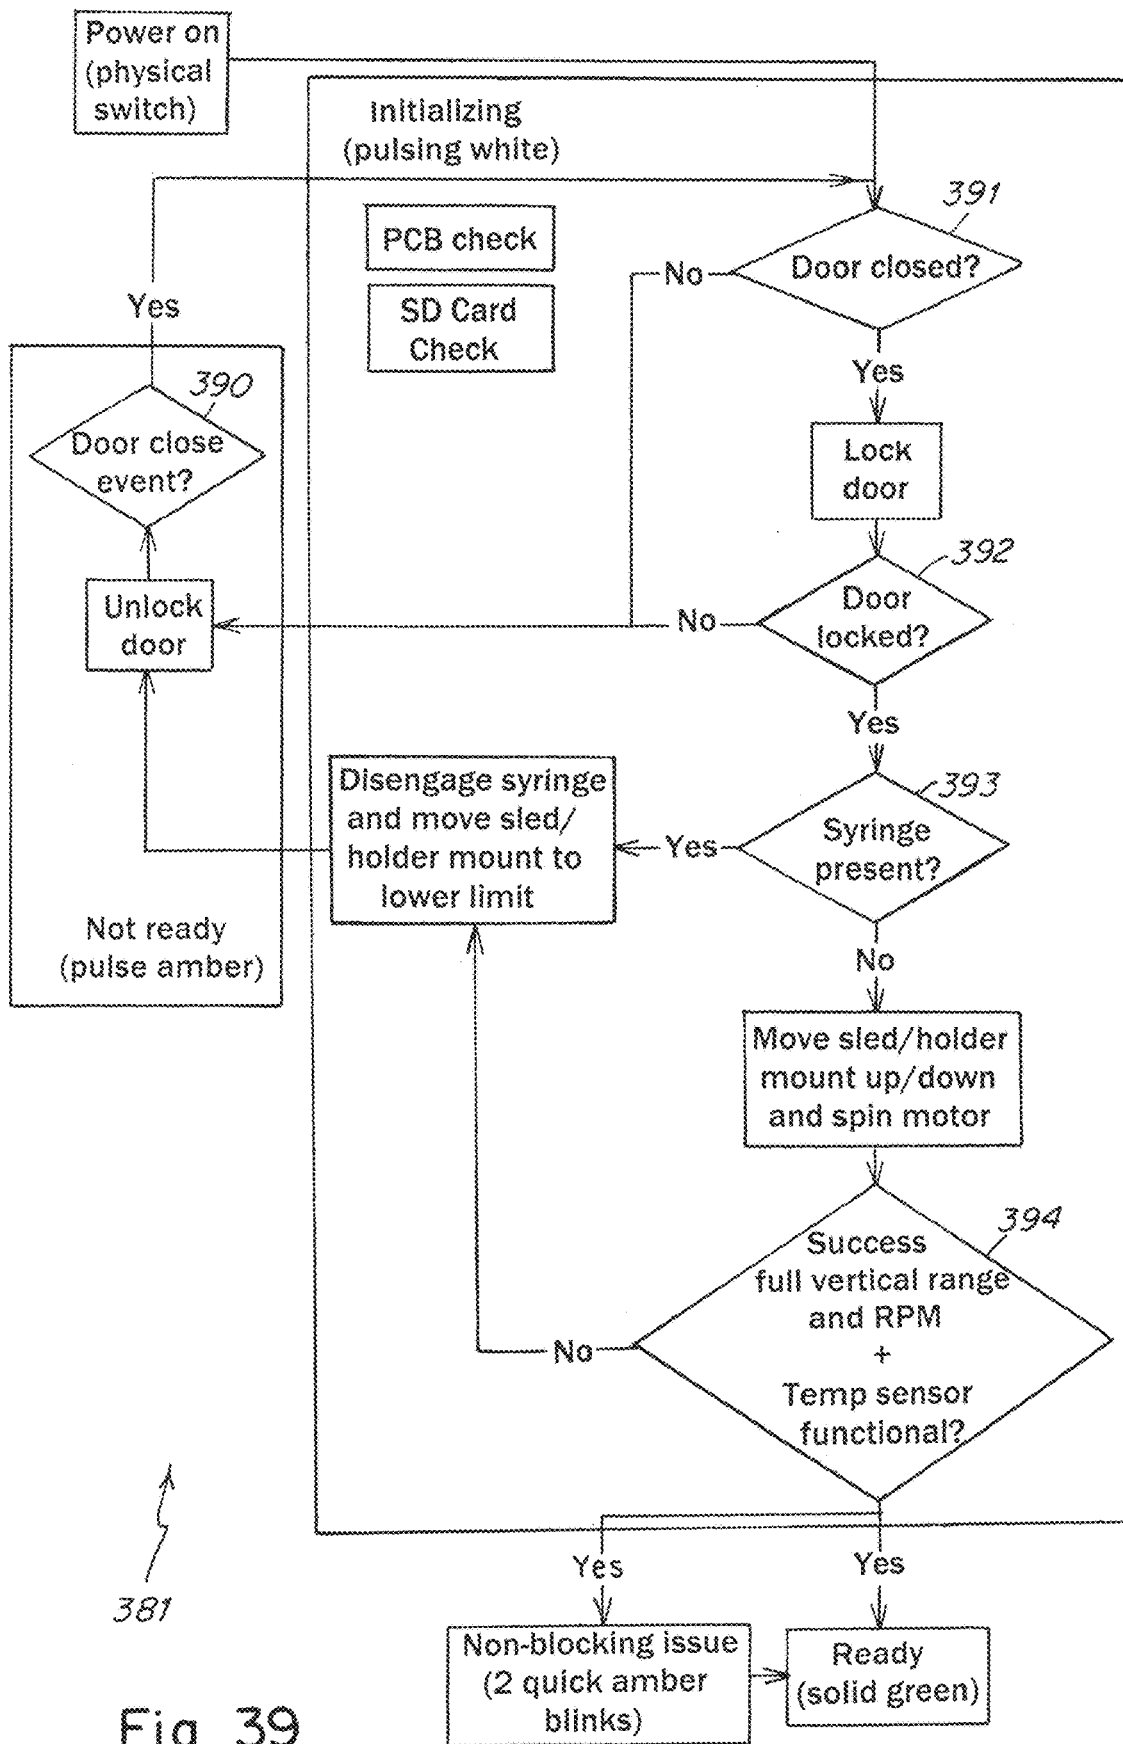 Power on
(physical
switch)
Initializing
(pulsing white)
391
PCB check
Door closed?
No
SD Card
Check
Yes
Yes
390
Door close
event?
Lock
door
392
Door
locked?
No
Unlock
door
Yes
393
Disengage syringe
and move sled/
holder mount to
lower limit
Yes
Syringe
present?
Not ready
(pulse amber)
No
Move sled/holder
mount up/down
and spin motor
394
Success
full vertical range
and RPM
+
Temp sensor
functional?
No
Yes
Yes
381
Non-blocking issue
(2 quick amber
blinks)
Ready
(solid green)
Fig 39